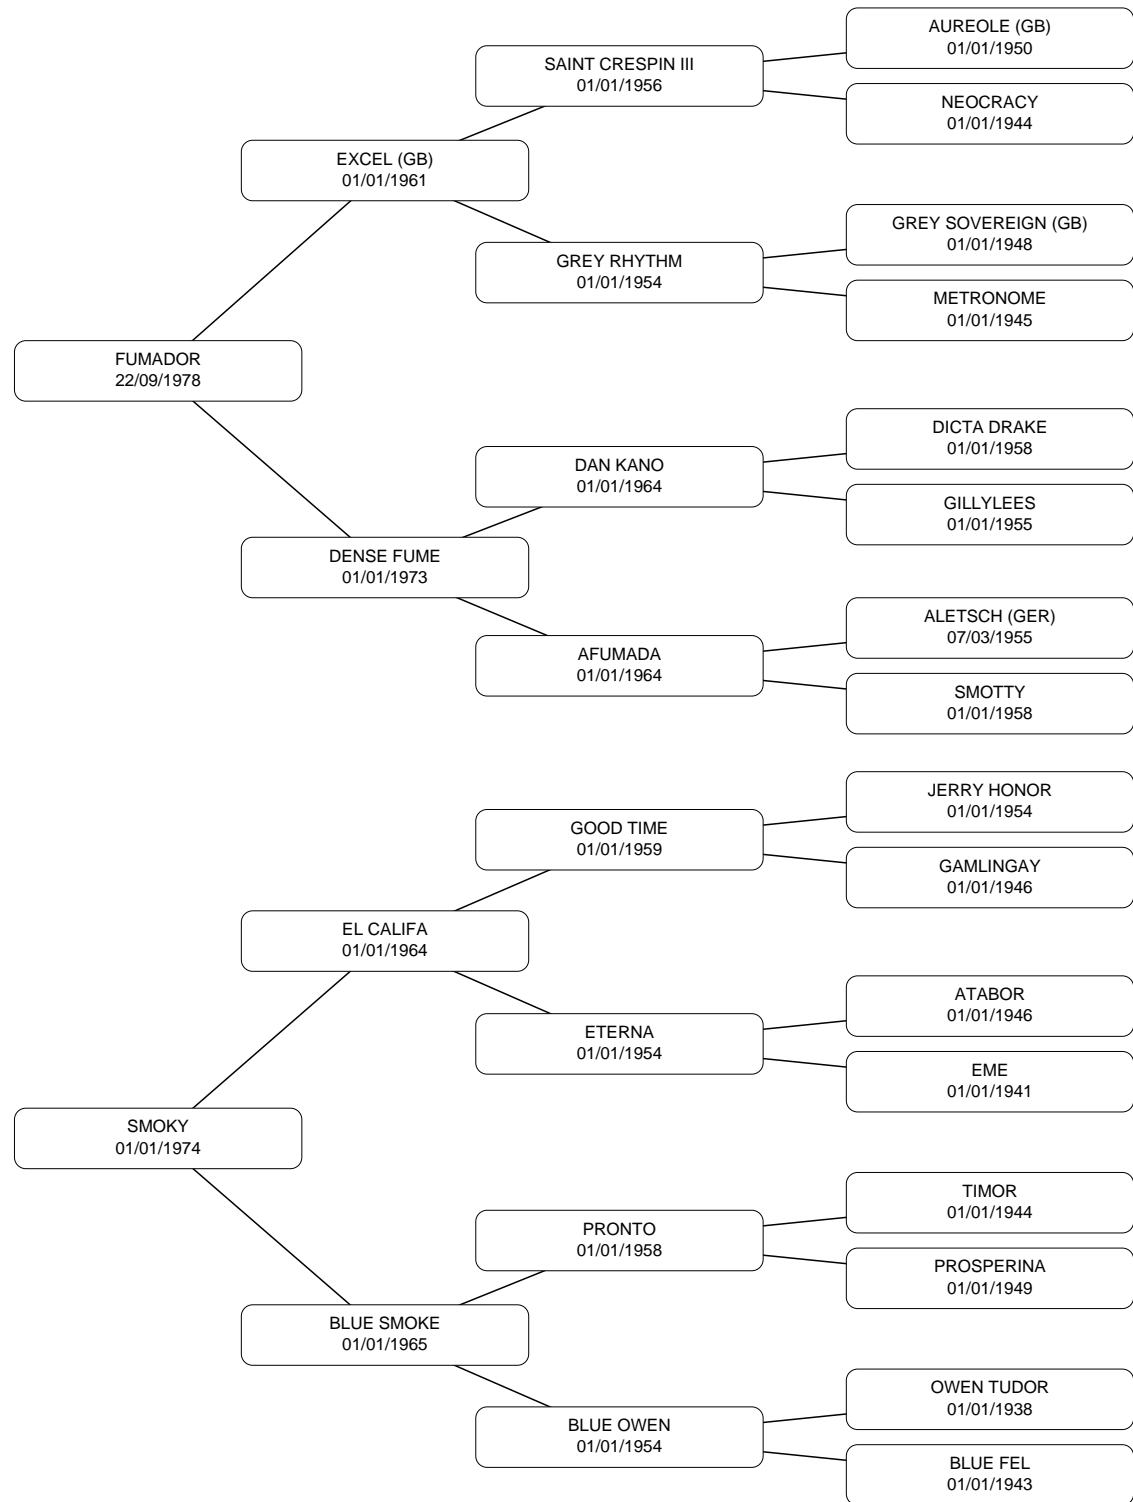 AUREOLE (GB)
01/01/1950
SAINT CRESPIN III
01/01/1956
NEOCRACY
01/01/1944
EXCEL (GB)
01/01/1961
GREY SOVEREIGN (GB)
01/01/1948
GREY RHYTHM
01/01/1954
METRONOME
01/01/1945
FUMADOR
22/09/1978
DICTA DRAKE
01/01/1958
DAN KANO
01/01/1964
GILLYLEES
01/01/1955
DENSE FUME
01/01/1973
ALETSCH (GER)
07/03/1955
AFUMADA
01/01/1964
SMOTTY
01/01/1958
JERRY HONOR
01/01/1954
GOOD TIME
01/01/1959
GAMLINGAY
01/01/1946
EL CALIFA
01/01/1964
ATABOR
01/01/1946
ETERNA
01/01/1954
EME
01/01/1941
SMOKY
01/01/1974
TIMOR
01/01/1944
PRONTO
01/01/1958
PROSPERINA
01/01/1949
BLUE SMOKE
01/01/1965
OWEN TUDOR
01/01/1938
BLUE OWEN
01/01/1954
BLUE FEL
01/01/1943